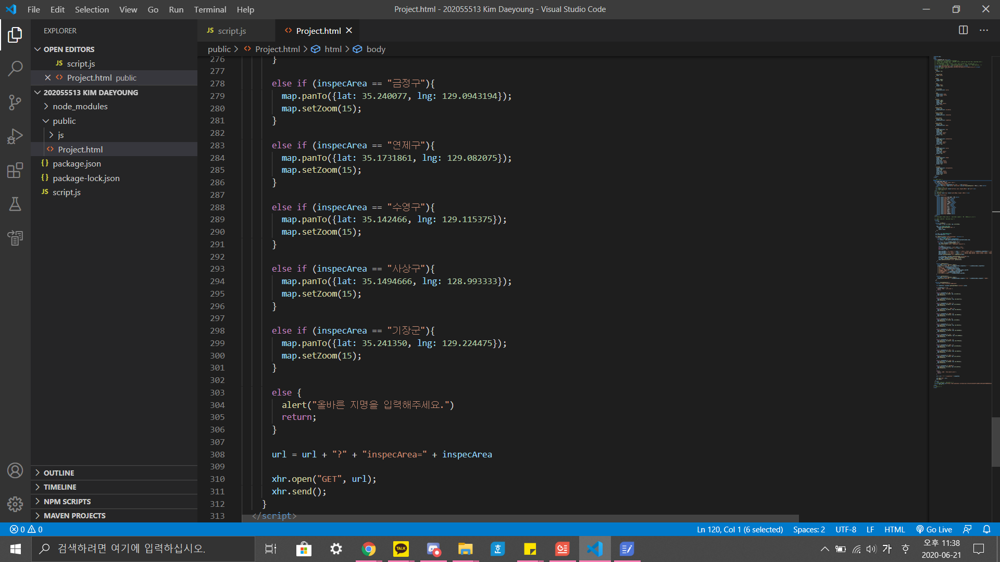 File Edit Selection View Go Run Terminal Help
Project.html - 202055513 Kim Daeyoung - Visual Studio Code
EXPLORER
OPEN EDITORS
JS script.js
Project.html public
202055513 KIM DAEYOUNG
node_modules
public
js
Project.html
{} package.json
{} package-lock.json
JS script.js
OUTLINE
TIMELINE
NPM SCRIPTS
MAVEN PROJECTS
JS script.js
Project.html
public > Project.html > html > body
276 }
277
278 else if (inspecArea == "금정구"){
279 map.panTo({lat: 35.240077, lng: 129.0943194});
280 map.setZoom(15);
281 }
282
283 else if (inspecArea == "연제구"){
284 map.panTo({lat: 35.1731861, lng: 129.082075});
285 map.setZoom(15);
286 }
287
288 else if (inspecArea == "수영구"){
289 map.panTo({lat: 35.142466, lng: 129.115375});
290 map.setZoom(15);
291 }
292
293 else if (inspecArea == "사상구"){
294 map.panTo({lat: 35.1494666, lng: 128.993333});
295 map.setZoom(15);
296 }
297
298 else if (inspecArea == "기장군"){
299 map.panTo({lat: 35.241350, lng: 129.224475});
300 map.setZoom(15);
301 }
302
303 else {
304 alert("올바른 지명을 입력해주세요.")
305 return;
306 }
307
308 url = url + "?" + "inspecArea=" + inspecArea
309
310 xhr.open("GET", url);
311 xhr.send();
312 }
313 </script>
0 0
Ln 120, Col 1 (6 selected) Spaces: 2 UTF-8 LF HTML Go Live
검색하려면 여기에 입력하십시오.
TALK
가
오후 11:38
2020-06-21